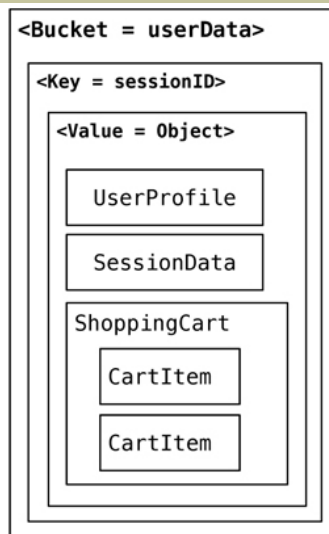 <Bucket = userData>
<Key = sessionID>
<Value = Object>
UserProfile
SessionData
ShoppingCart
CartItem
CartItem